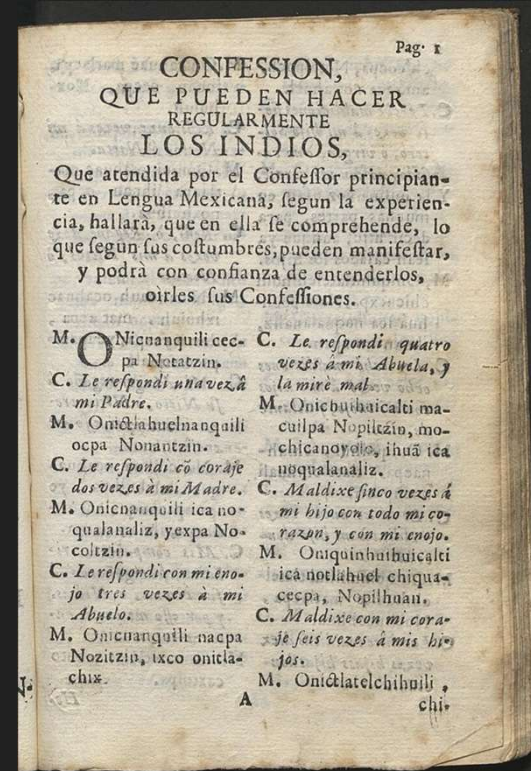 Pag. 1
CONFESSION,
QUE PUEDEN HACER
REGULARMENTE
LOS INDIOS,
Que atendida por el Confeſſor principian-
te en Lengua Mexicana, ſegun la experien-
cia, hallarà, que en ella ſe comprehende, lo
que ſegun ſus coſtumbres, pueden manifeſtar,
y podrà con confianza de entenderlos,
oìrles ſus Confeſſiones.
M. ONicnanquili cec-
pa Notatzin.
C. Le reſpondi una vez â
mi Padre.
M. Onictlahuelnanquili
ocpa Nonantzin.
C. Le reſpondi cō coraje
dos vezes à mi Madre.
M. Onicnanquili ica no-
qualanaliz, yexpa No-
coltzin.
C. Le reſpondi con mi eno-
jo tres vezes à mi
Abuelo.
M. Onicnanquili nacpa
Nozitzin, ixco onitla-
chix.
C. Le reſpondi quatro
vezes á mi Abuela, y
la mirè mal.
M. Onichuihuicalti ma-
cuilpa Nopiltzin, mo-
chicanoyolo, ihuā ica
noqualanaliz.
C. Maldixe ſinco vezes á
mi hijo con todo mi co-
razon, y con mi enojo.
M. Oniquinhuihuicalti
ica notlahuel chiqua-
cecpa, Nopilhuan.
C. Maldixe con mi cora-
je ſeis vezes â mis hi-
jos.
M. Onictlatelchihuili,
A
chi-